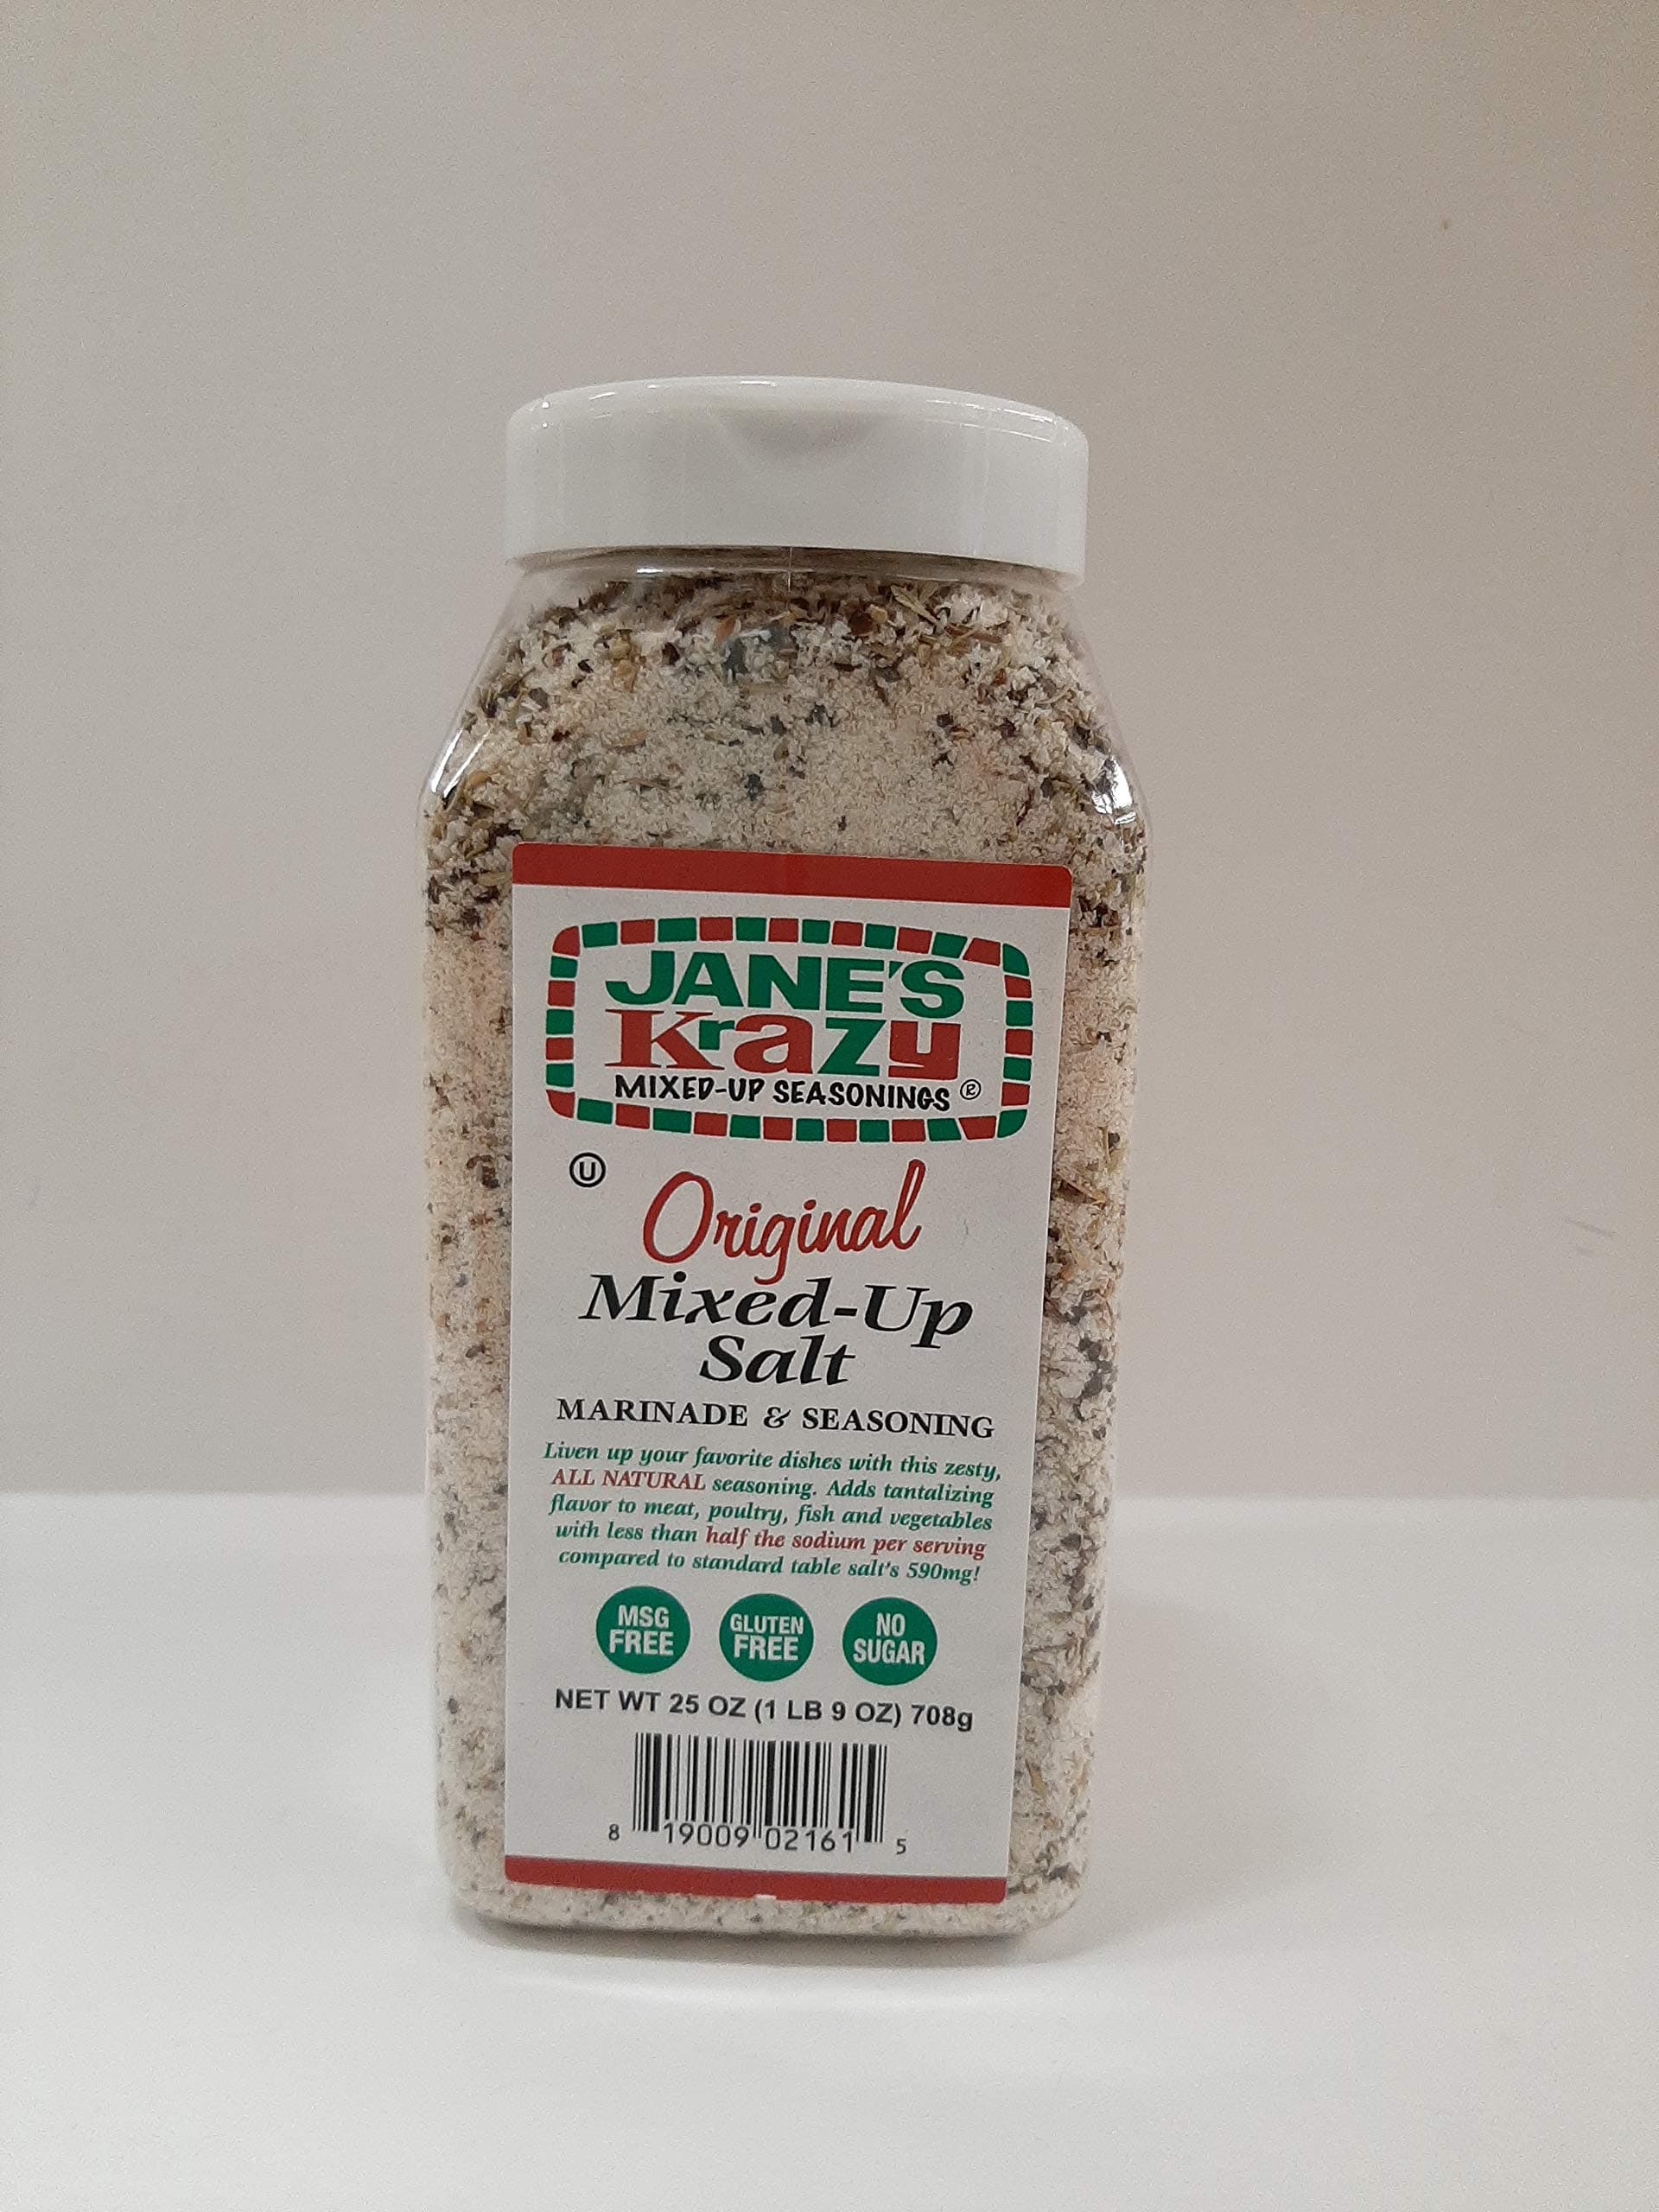 JANE'S
Krazy
MIXED-UP SEASONINGS ®
U
Original
Mixed-Up
Salt
MARINADE & SEASONING
Liven up your favorite dishes with this zesty,
ALL NATURAL seasoning. Adds tantalizing
flavor to meat, poultry, fish and vegetables
with less than half the sodium per serving
compared to standard table salt's 590mg!
MSG
FREE
GLUTEN
FREE
NO
SUGAR
NET WT 25 OZ (1 LB 9 OZ) 708g
8 19009 02161 5